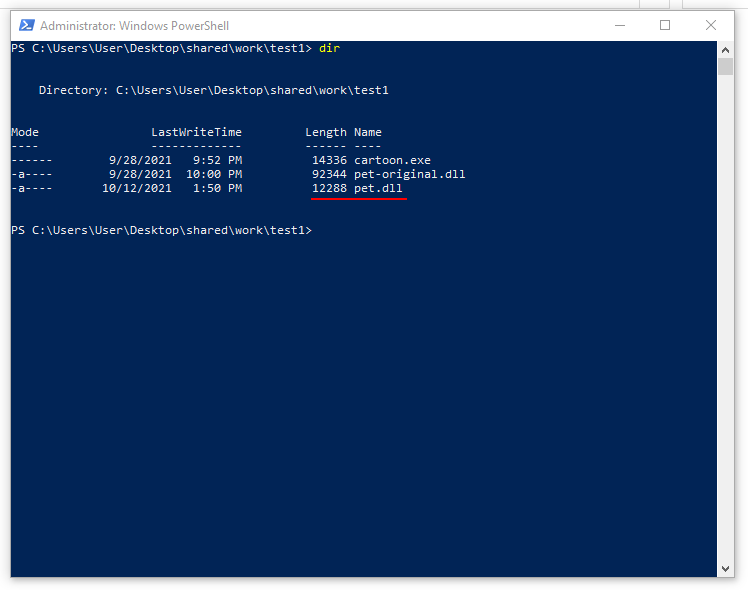 Administrator: Windows PowerShell
PS C:\Users\User\Desktop\shared\work\test1> dir
Directory: C:\Users\User\Desktop\shared\work\test1
Mode LastWriteTime Length Name
---- ------------- ------ ----
------ 9/28/2021 9:52 PM 14336 cartoon.exe
-a---- 9/28/2021 10:00 PM 92344 pet-original.dll
-a---- 10/12/2021 1:50 PM 12288 pet.dll
PS C:\Users\User\Desktop\shared\work\test1>